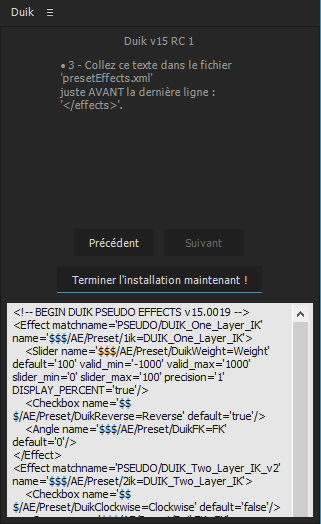 Duik ☰
Duik v15 RC 1
● 3 - Collez ce texte dans le fichier
'presetEffects.xml'
juste AVANT la dernière ligne :
'</effects>'.
Précédent
Suivant
Terminer l'installation maintenant !
<!-- BEGIN DUIK PSEUDO EFFECTS v15.0019 -->
<Effect matchname='PSEUDO/DUIK_One_Layer_IK'
name='$$$/AE/Preset/1ik=DUIK_One_Layer_IK'>
<Slider name='$$$/AE/Preset/DuikWeight=Weight'
default='100' valid_min='-1000' valid_max='1000'
slider_min='0' slider_max='100' precision='1'
DISPLAY_PERCENT='true'/>
<Checkbox name='$$
$/AE/Preset/DuikReverse=Reverse' default='true'/>
<Angle name='$$$/AE/Preset/DuikFK=FK'
default='0'/>
</Effect>
<Effect matchname='PSEUDO/DUIK_Two_Layer_IK_v2'
name='$$$/AE/Preset/2ik=DUIK_Two_Layer_IK'>
<Checkbox name='$$
$/AE/Preset/DuikClockwise=Clockwise' default='false'/>